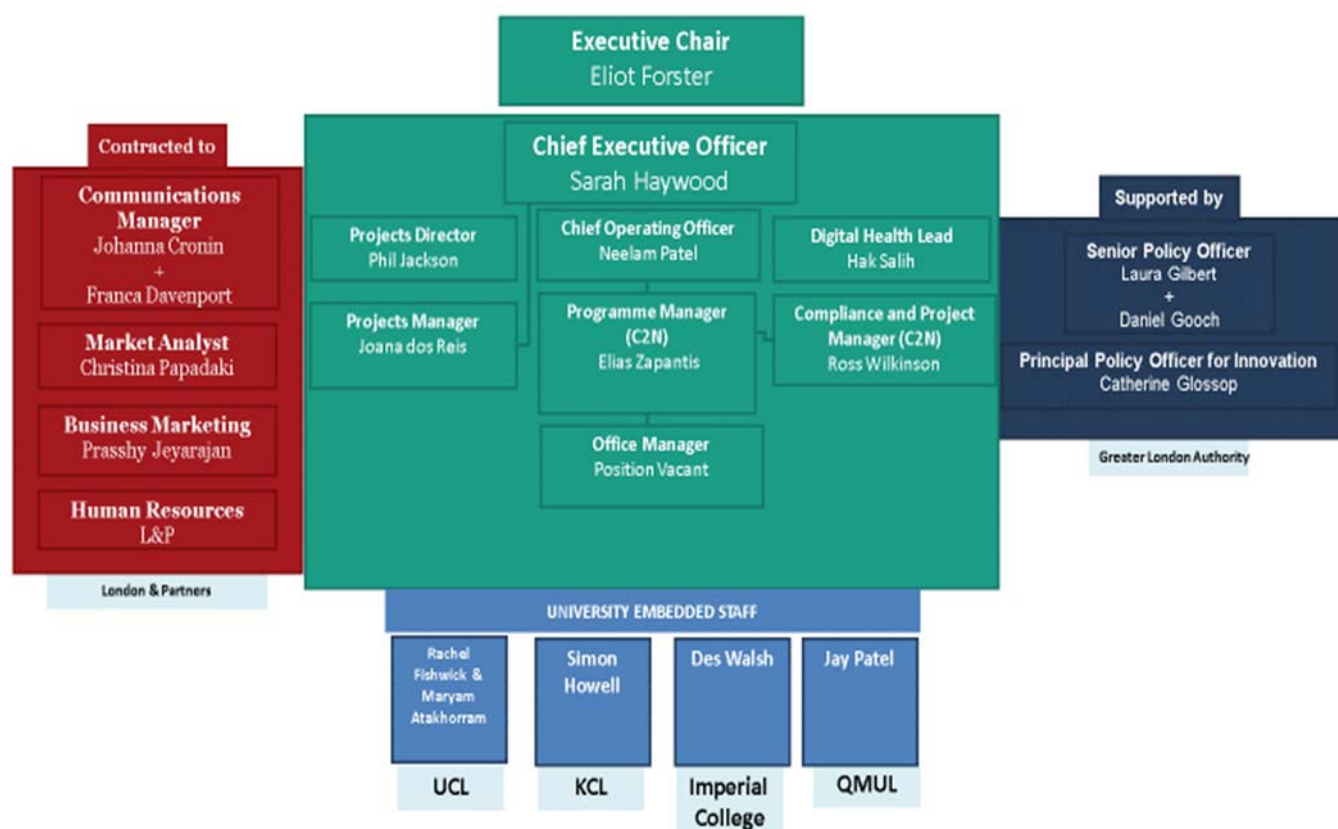 Executive Chair
Eliot Forster
Contracted to
Communications
Manager
Johanna Cronin
+
Franca Davenport
Market Analyst
Christina Papadaki
Business Marketing
Prasshy Jeyarajan
Human Resources
L&P
London & Partners
Chief Executive Officer
Sarah Haywood
Projects Director
Phil Jackson
Chief Operating Officer
Neelam Patel
Digital Health Lead
Hak Salih
Projects Manager
Joana dos Reis
Programme Manager
(C2N)
Elias Zapantis
Compliance and Project
Manager (C2N)
Ross Wilkinson
Office Manager
Position Vacant
Supported by
Senior Policy Officer
Laura Gilbert
+
Daniel Gooch
Principal Policy Officer for Innovation
Catherine Glossop
Greater London Authority
UNIVERSITY EMBEDDED STAFF
Rachel
Fishwick &
Maryam
Atakhorram
UCL
Simon
Howell
KCL
Des Walsh
Imperial
College
Jay Patel
QMUL